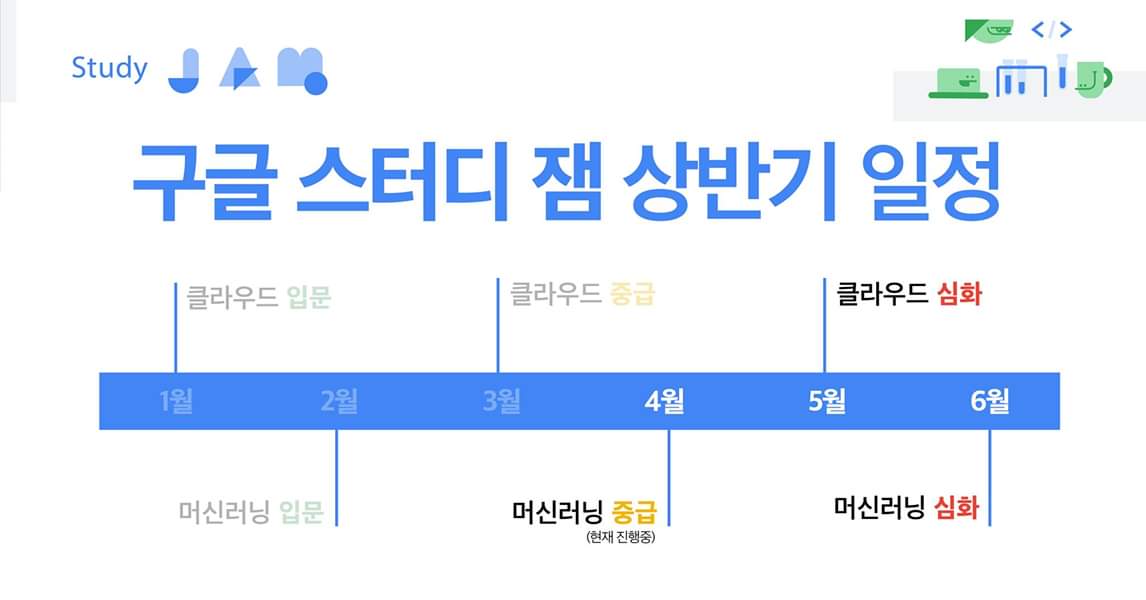 Study JAM
구글 스터디 잼 상반기 일정
클라우드 입문
클라우드 중급
클라우드 심화
1월 2월 3월 4월 5월 6월
머신러닝 입문
머신러닝 중급
(현재 진행중)
머신러닝 심화